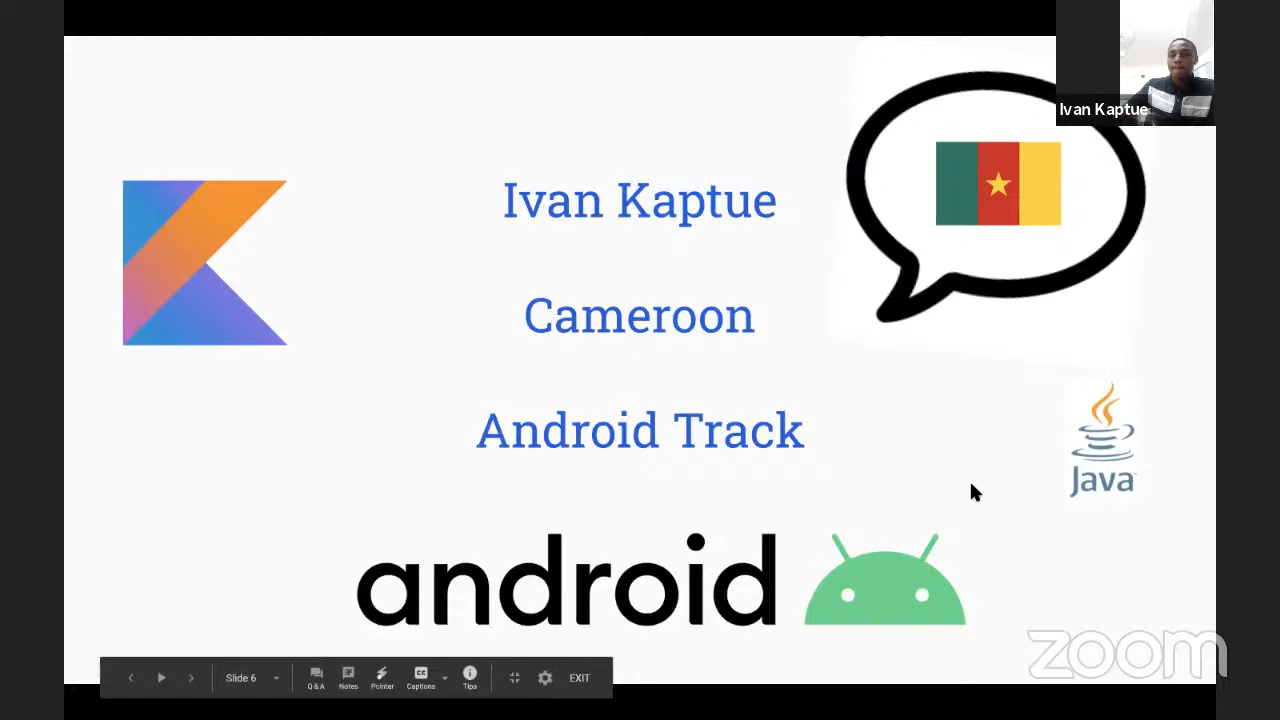 Ivan Kaptue
Ivan Kaptue
Cameroon
Android Track
Java
android
zoom
Slide 6
Q&A
Notes
Pointer
Captions
Tips
EXIT